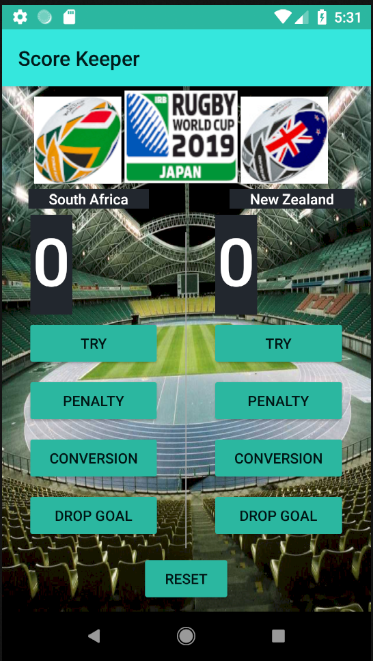 5:31
Score Keeper
IRB
RUGBY
WORLD CUP
2019
JAPAN
South Africa
New Zealand
0
0
TRY
TRY
PENALTY
PENALTY
CONVERSION
CONVERSION
DROP GOAL
DROP GOAL
RESET